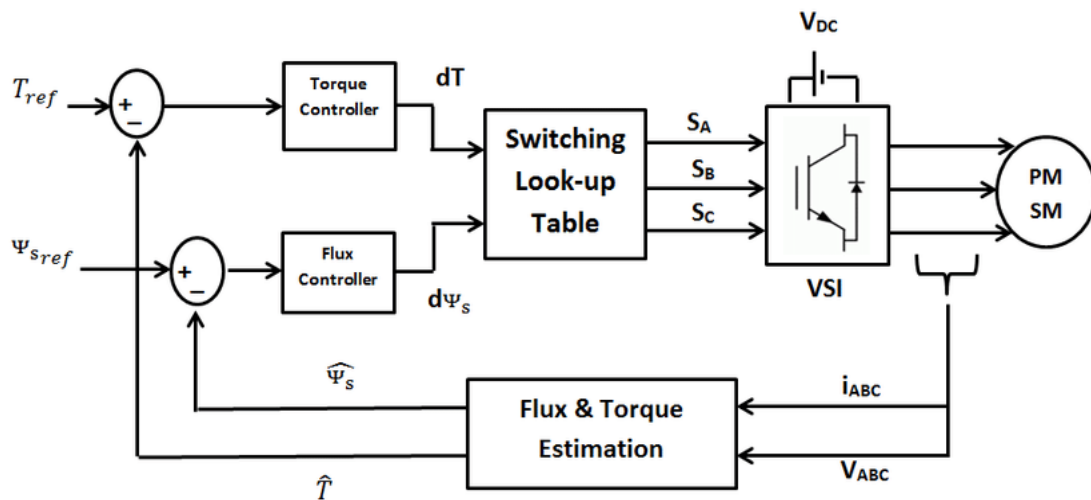 V_DC
T_ref
+
−
Torque
Controller
dT
Switching
Look-up
Table
S_A
S_B
S_C
PM
SM
VSI
Ψ_s_ref
+
−
Flux
Controller
dΨ_s
Ψ̂_s
Flux & Torque
Estimation
i_ABC
V_ABC
T̂